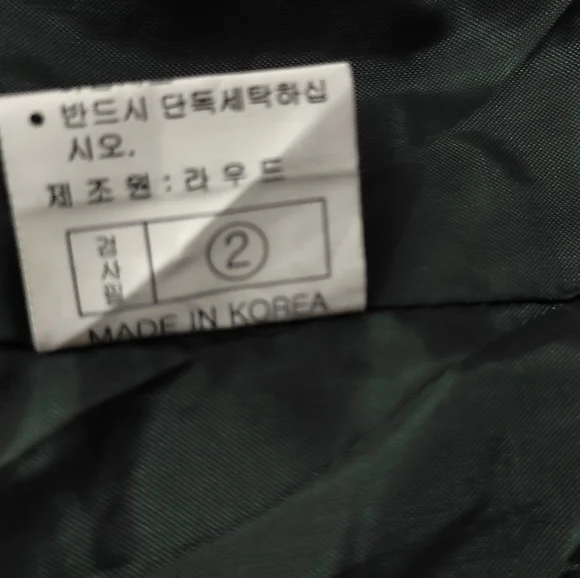 • 반드시 단독세탁하십
시오.
제 조 원 : 라 우 드
검사필 ②
MADE IN KOREA